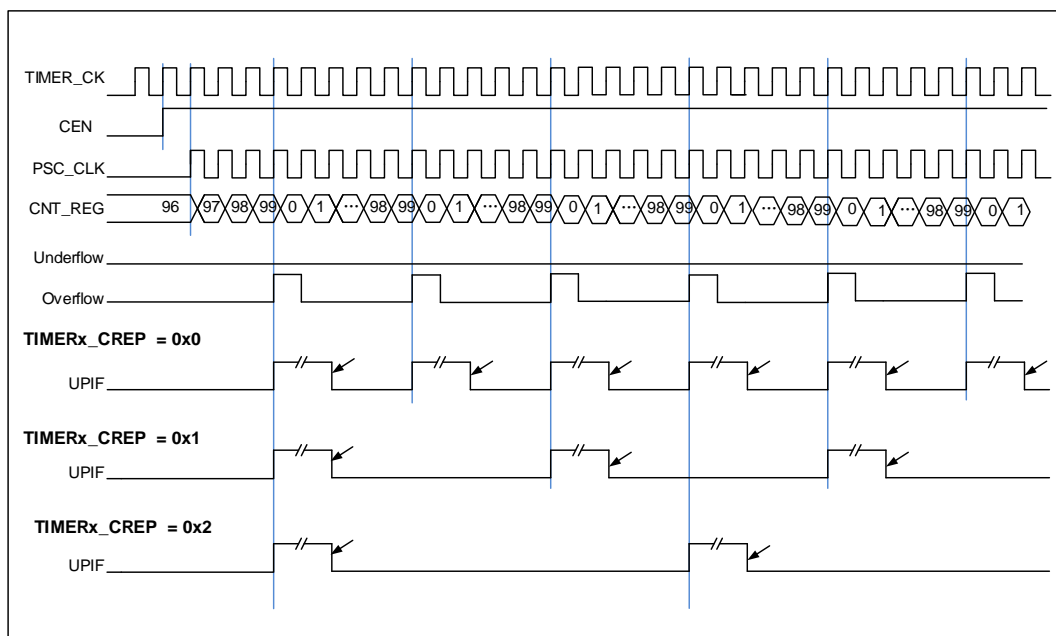 TIMER_CK
CEN
PSC_CLK
CNT_REG 96 97 98 99 0 1 ... 98 99 0 1 ... 98 99 0 1 ... 98 99 0 1 ... 98 99 0 1 ... 98 99 0 1
Underflow
Overflow
TIMERx_CREP = 0x0
UPIF
TIMERx_CREP = 0x1
UPIF
TIMERx_CREP = 0x2
UPIF